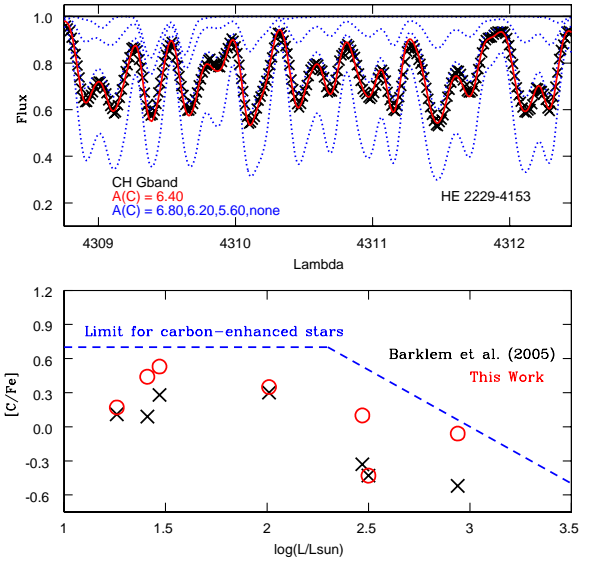 1.0
0.8
0.6
0.4
0.2
Flux
CH Gband
A(C) = 6.40
A(C) = 6.80,6.20,5.60,none
HE 2229-4153
4309 4310 4311 4312
Lambda
1.2
0.9
0.6
0.3
0.0
-0.3
-0.6
[C/Fe]
Limit for carbon-enhanced stars
Barklem et al. (2005)
This Work
1 1.5 2 2.5 3 3.5
log(L/Lsun)